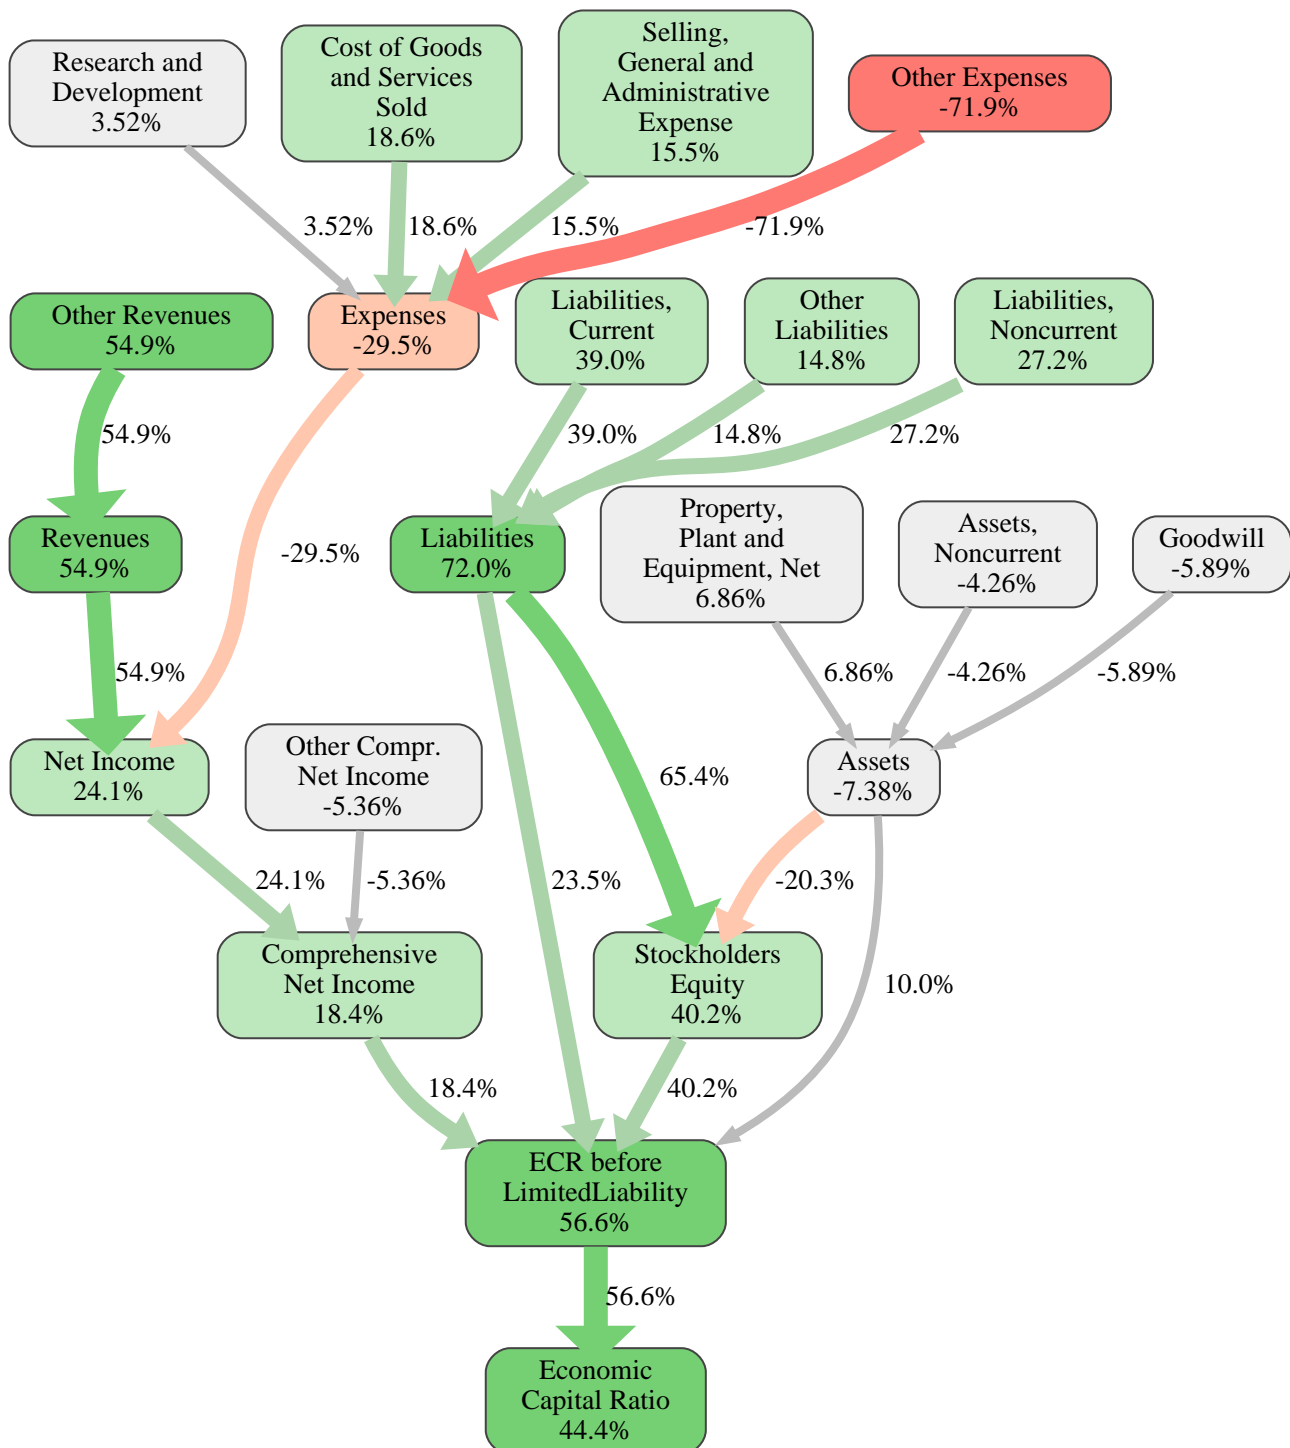 Research and
Development
3.52%
Cost of Goods
and Services
Sold
18.6%
Selling,
General and
Administrative
Expense
15.5%
Other Expenses
-71.9%
3.52%
18.6%
15.5%
-71.9%
Other Revenues
54.9%
Expenses
-29.5%
Liabilities,
Current
39.0%
Other
Liabilities
14.8%
Liabilities,
Noncurrent
27.2%
54.9%
39.0%
14.8%
27.2%
Revenues
54.9%
-29.5%
Liabilities
72.0%
Property,
Plant and
Equipment, Net
6.86%
Assets,
Noncurrent
-4.26%
Goodwill
-5.89%
54.9%
6.86%
-4.26%
-5.89%
Net Income
24.1%
Other Compr.
Net Income
-5.36%
65.4%
Assets
-7.38%
24.1%
-5.36%
23.5%
-20.3%
Comprehensive
Net Income
18.4%
Stockholders
Equity
40.2%
10.0%
18.4%
40.2%
ECR before
LimitedLiability
56.6%
56.6%
Economic
Capital Ratio
44.4%